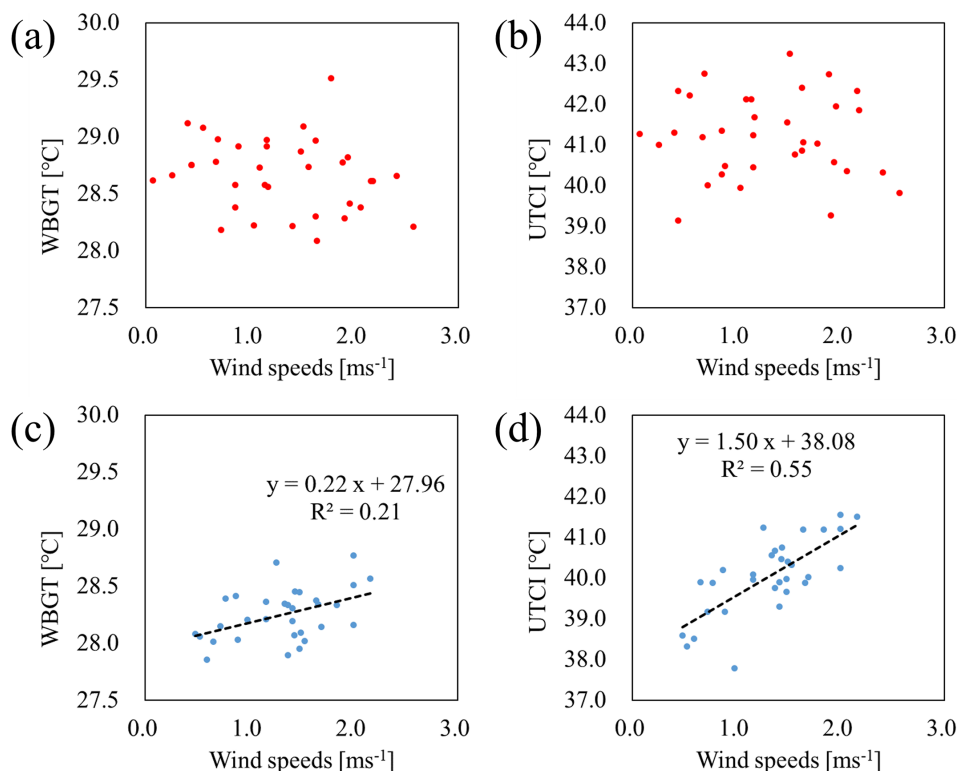 (a)
30.0
29.5
29.0
28.5
28.0
27.5
WBGT [℃]
0.0 1.0 2.0 3.0
Wind speeds [ms⁻¹]
(b)
44.0
43.0
42.0
41.0
40.0
39.0
38.0
37.0
UTCI [℃]
0.0 1.0 2.0 3.0
Wind speeds [ms⁻¹]
(c)
30.0
29.5
29.0
28.5
28.0
27.5
WBGT [℃]
y = 0.22 x + 27.96
R² = 0.21
0.0 1.0 2.0 3.0
Wind speeds [ms⁻¹]
(d)
44.0
43.0
42.0
41.0
40.0
39.0
38.0
37.0
UTCI [℃]
y = 1.50 x + 38.08
R² = 0.55
0.0 1.0 2.0 3.0
Wind speeds [ms⁻¹]